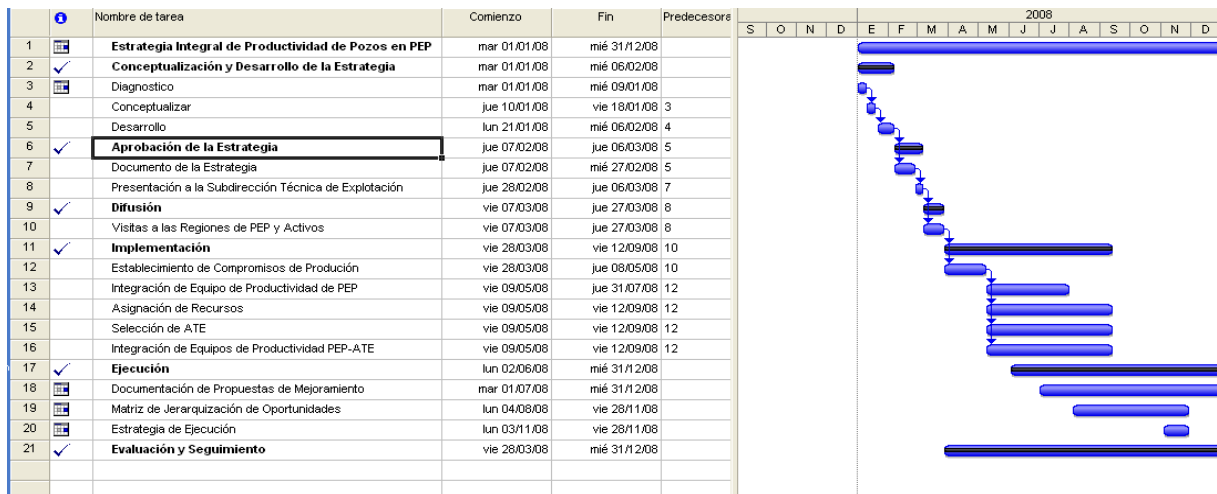 Nombre de tarea Comienzo Fin Predecesora
2008
S O N D E F M A M J J A S O N D
1 Estrategia Integral de Productividad de Pozos en PEP mar 01/01/08 mié 31/12/08
2 Conceptualización y Desarrollo de la Estrategia mar 01/01/08 mié 06/02/08
3 Diagnostico mar 01/01/08 mié 09/01/08
4 Conceptualizar jue 10/01/08 vie 18/01/08 3
5 Desarrollo lun 21/01/08 mié 06/02/08 4
6 Aprobación de la Estrategia jue 07/02/08 jue 06/03/08 5
7 Documento de la Estrategia jue 07/02/08 mié 27/02/08 5
8 Presentación a la Subdirección Técnica de Explotación jue 28/02/08 jue 06/03/08 7
9 Difusión vie 07/03/08 jue 27/03/08 8
10 Visitas a las Regiones de PEP y Activos vie 07/03/08 jue 27/03/08 8
11 Implementación vie 28/03/08 vie 12/09/08 10
12 Establecimiento de Compromisos de Produción vie 28/03/08 jue 08/05/08 10
13 Integración de Equipo de Productividad de PEP vie 09/05/08 jue 31/07/08 12
14 Asignación de Recursos vie 09/05/08 vie 12/09/08 12
15 Selección de ATE vie 09/05/08 vie 12/09/08 12
16 Integración de Equipos de Productividad PEP-ATE vie 09/05/08 vie 12/09/08 12
17 Ejecución lun 02/06/08 mié 31/12/08
18 Documentación de Propuestas de Mejoramiento mar 01/07/08 mié 31/12/08
19 Matriz de Jerarquización de Oportunidades lun 04/08/08 vie 28/11/08
20 Estrategia de Ejecución lun 03/11/08 vie 28/11/08
21 Evaluación y Seguimiento vie 28/03/08 mié 31/12/08